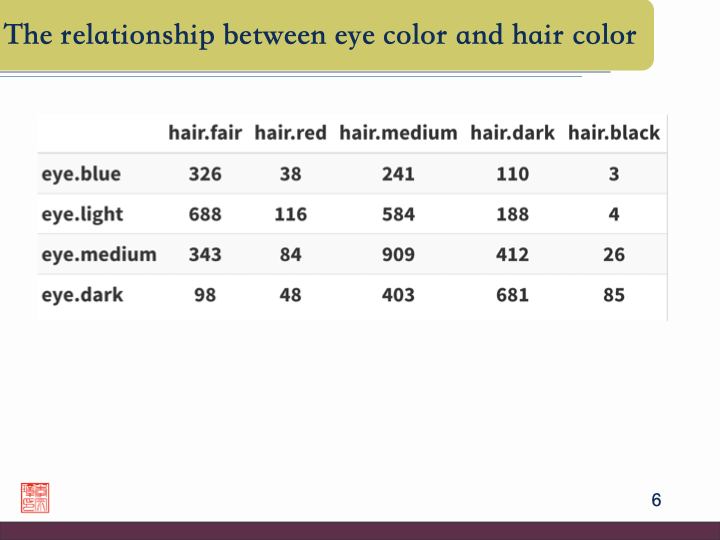 The relationship between eye color and hair color
hair.fair hair.red hair.medium hair.dark hair.black
eye.blue 326 38 241 110 3
eye.light 688 116 584 188 4
eye.medium 343 84 909 412 26
eye.dark 98 48 403 681 85
6